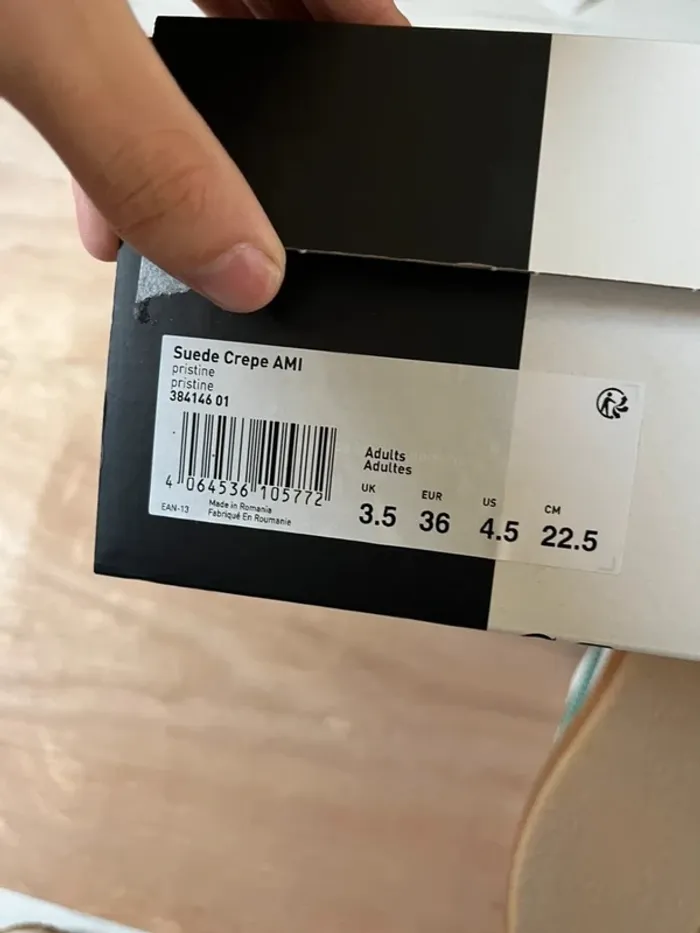 Suede Crepe AMI
pristine
pristine
384146 01
4 064536 105772
EAN-13
Made in Romania
Fabriqué En Roumanie
Adults
Adultes
UK EUR US CM
3.5 36 4.5 22.5